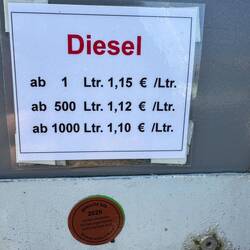 Diesel
ab 1 Ltr. 1,15 € /Ltr.
ab 500 Ltr. 1,12 € /Ltr.
ab 1000 Ltr. 1,10 € /Ltr.
2025